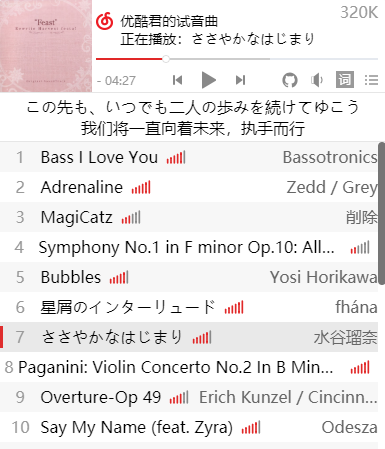 "Feast"
320K
优酷君的试音曲
正在播放：ささやかなはじまり
- 04:27
词
この先も、いつでも二人の歩みを続けてゆこう
我们将一直向着未来，执手而行
1 Bass I Love You Bassotronics
2 Adrenaline Zedd / Grey
3 MagiCatz 削除
4 Symphony No.1 in F minor Op.10: All...
5 Bubbles Yosi Horikawa
6 星屑のインターリュード fhána
7 ささやかなはじまり 水谷瑠奈
8 Paganini: Violin Concerto No.2 In B Min...
9 Overture-Op 49 Erich Kunzel / Cincinn...
10 Say My Name (feat. Zyra) Odesza